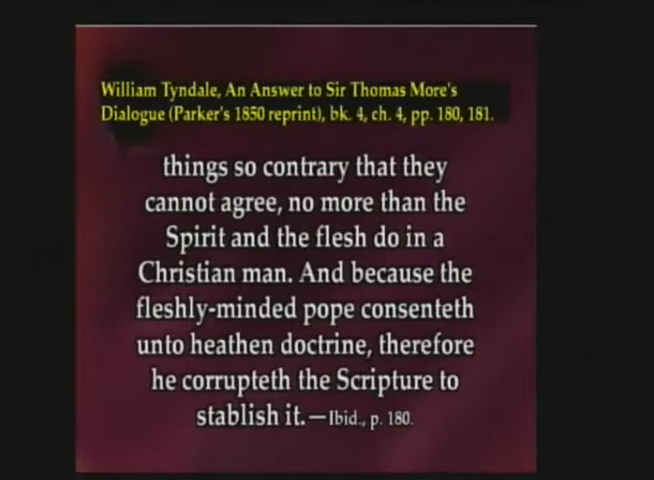 William Tyndale, An Answer to Sir Thomas More's
Dialogue (Parker's 1850 reprint), bk. 4, ch. 4, pp. 180, 181.
things so contrary that they
cannot agree, no more than the
Spirit and the flesh do in a
Christian man. And because the
fleshly-minded pope consenteth
unto heathen doctrine, therefore
he corrupteth the Scripture to
stablish it.—Ibid., p. 180.